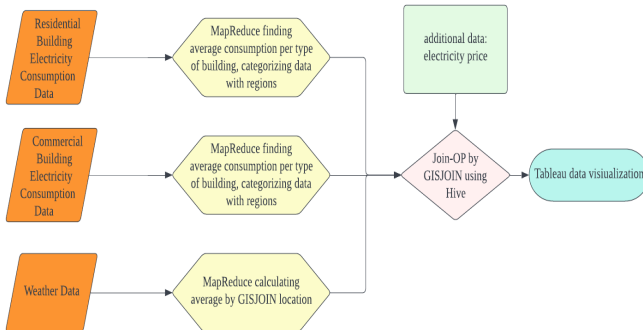 Residential
Building
Electricity
Consumption
Data
MapReduce finding
average consumption per type
of building, categorizing data
with regions
additional data:
electricity price
Commercial
Building
Electricity
Consumption
Data
MapReduce finding
average consumption per type
of building, categorizing data
with regions
Join-OP by
GISJOIN using
Hive
Tableau data visiualization
Weather Data
MapReduce calculating
average by GISJOIN location